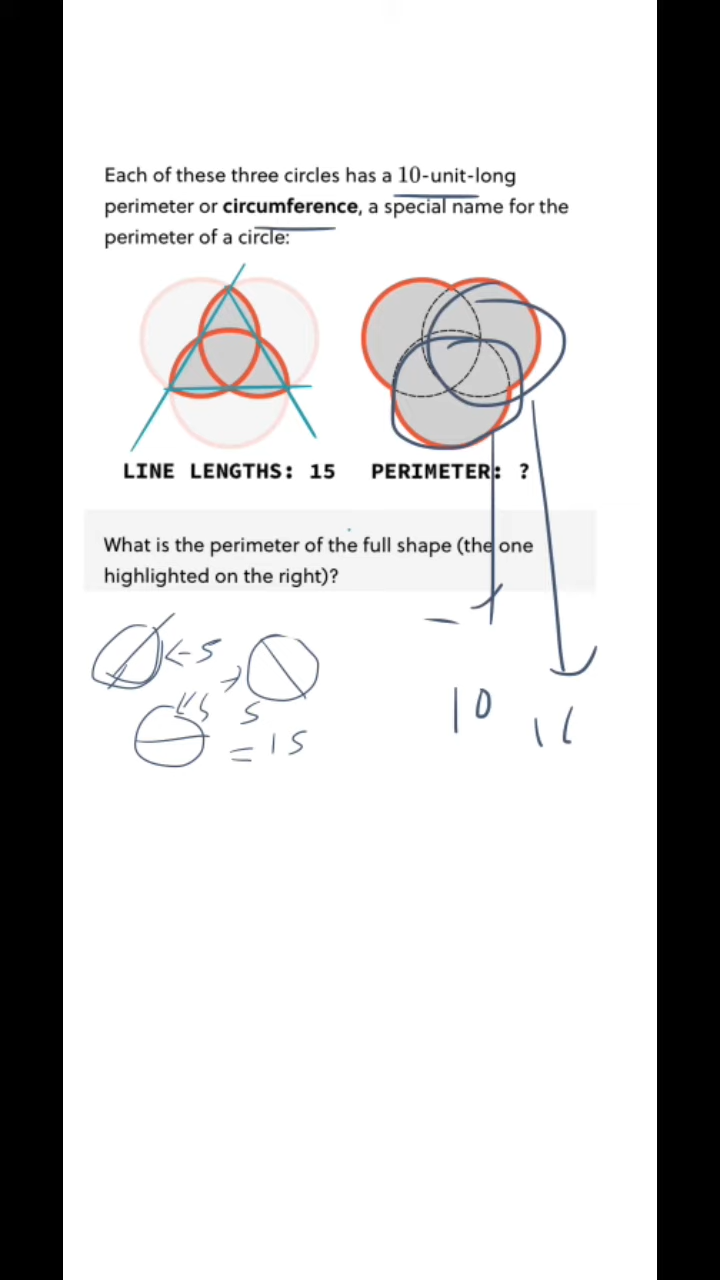 Each of these three circles has a 10-unit-long
perimeter or circumference, a special name for the
perimeter of a circle:
LINE LENGTHS: 15 PERIMETER: ?
What is the perimeter of the full shape (the one
highlighted on the right)?
5
5
5
= 15
10